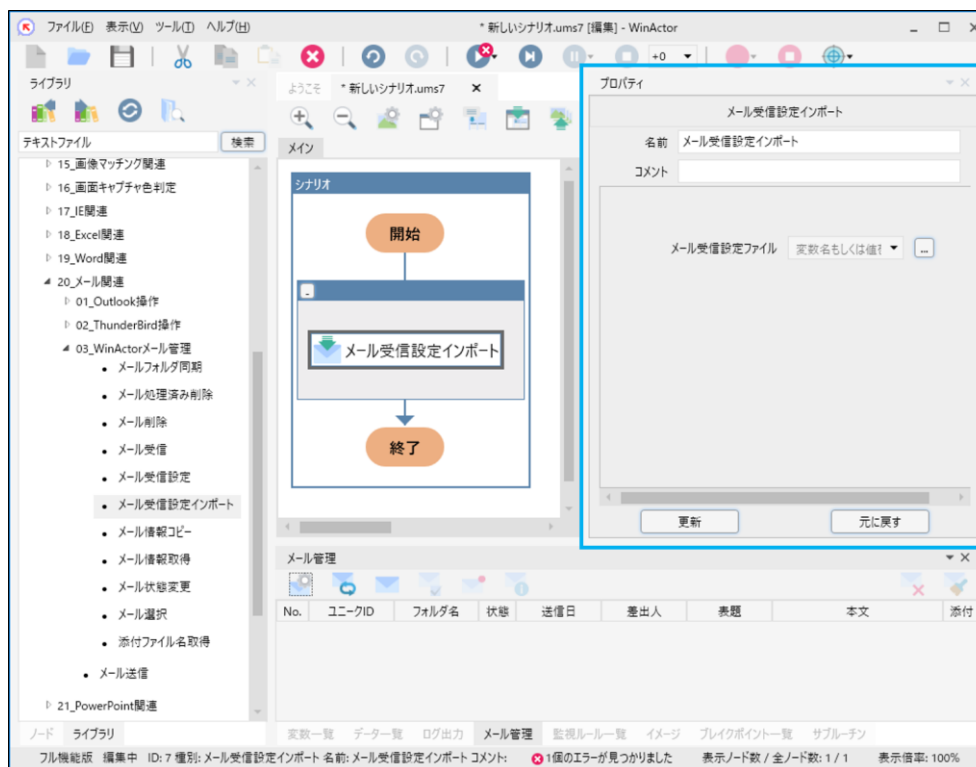 ファイル(F) 表示(V) ツール(T) ヘルプ(H)
* 新しいシナリオ.ums7 [編集] - WinActor
+0
ライブラリ
テキストファイル 検索
15_画像マッチング関連
16_画面キャプチャ色判定
17_IE関連
18_Excel関連
19_Word関連
20_メール関連
01_Outlook操作
02_ThunderBird操作
03_WinActorメール管理
メールフォルダ同期
メール処理済み削除
メール削除
メール受信
メール受信設定
メール受信設定インポート
メール情報コピー
メール情報取得
メール状態変更
メール選択
添付ファイル名取得
メール送信
21_PowerPoint関連
ノード ライブラリ
ようこそ * 新しいシナリオ.ums7
メイン
シナリオ
開始
メール受信設定インポート
終了
プロパティ
メール受信設定インポート
名前 メール受信設定インポート
コメント
メール受信設定ファイル 変数名もしくは値を ...
更新 元に戻す
メール管理
No. ユニークID フォルダ名 状態 送信日 差出人 表題 本文 添付
変数一覧 データ一覧 ログ出力 メール管理 監視ルール一覧 イメージ ブレイクポイント一覧 サブルーチン
フル機能版 編集中 ID: 7 種別: メール受信設定インポート 名前: メール受信設定インポート コメント: 1個のエラーが見つかりました 表示ノード数 / 全ノード数: 1 / 1 表示倍率: 100%